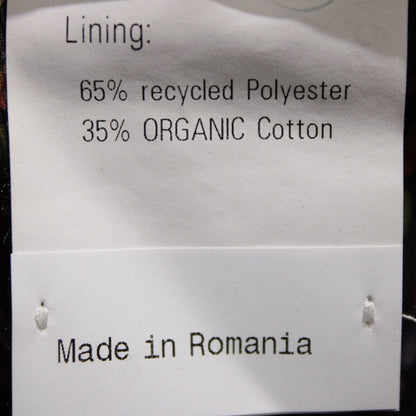 Lining:
65% recycled Polyester
35% ORGANIC Cotton
Made in Romania